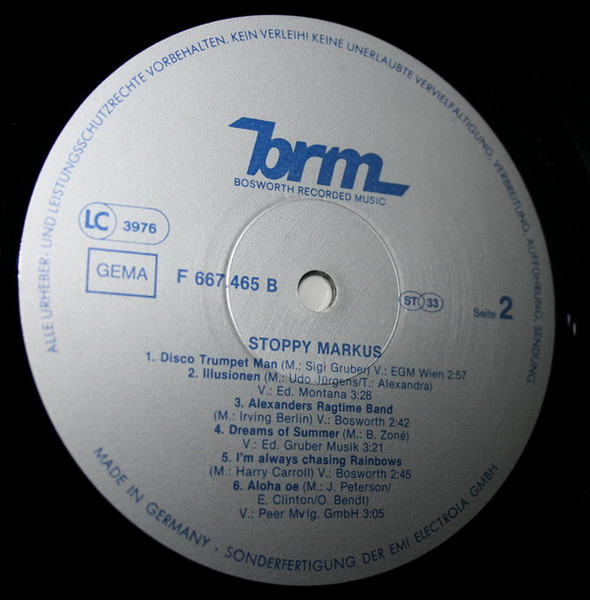 ALLE URHEBER- UND LEISTUNGSSCHUTZRECHTE VORBEHALTEN. KEIN VERLEIH! KEINE UNERLAUBTE VERVIELFÄLTIGUNG, VERBREITUNG, AUFFÜHRUNG, SENDUNG
brm
BOSWORTH RECORDED MUSIC
LC 3976
GEMA
F 667.465 B
ST 33
Seite 2
STOPPY MARKUS
1. Disco Trumpet Man (M.: Sigi Gruber) V.: EGM Wien 2:57
2. Illusionen (M.: Udo Jürgens/T.: Alexandra)
V.: Ed. Montana 3:28
3. Alexanders Ragtime Band
(M.: Irving Berlin) V.: Bosworth 2:42
4. Dreams of Summer (M.: B. Zoné)
V.: Ed. Gruber Musik 3:21
5. I'm always chasing Rainbows
(M.: Harry Carroll) V.: Bosworth 2:45
6. Aloha oe (M.: J. Peterson/
E. Clinton/O. Bendt)
V.: Peer Mvlg. GmbH 3:05
MADE IN GERMANY · SONDERFERTIGUNG DER EMI ELECTROLA GMBH